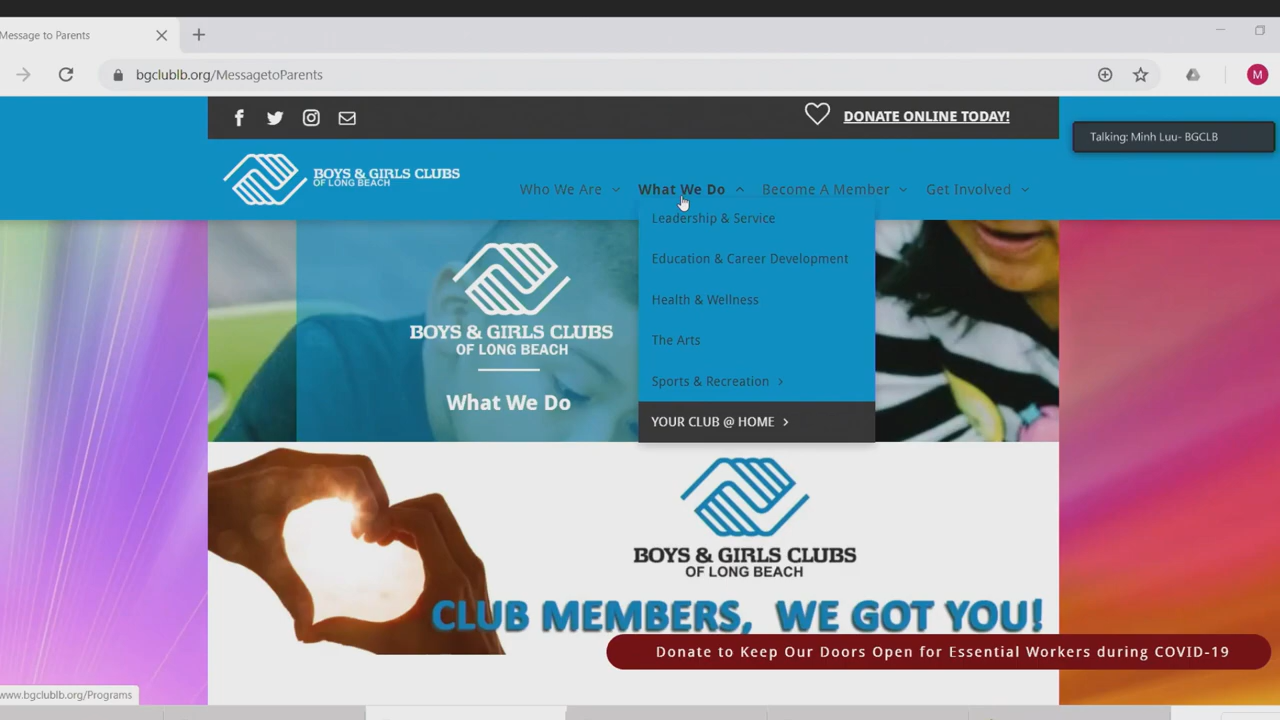 Message to Parents
bgclublb.org/MessagetoParents
M
DONATE ONLINE TODAY!
Talking: Minh Luu- BGCLB
BOYS & GIRLS CLUBS
OF LONG BEACH
Who We Are
What We Do
Become A Member
Get Involved
Leadership & Service
Education & Career Development
Health & Wellness
The Arts
Sports & Recreation
YOUR CLUB @ HOME
BOYS & GIRLS CLUBS
OF LONG BEACH
What We Do
BOYS & GIRLS CLUBS
OF LONG BEACH
CLUB MEMBERS, WE GOT YOU!
Donate to Keep Our Doors Open for Essential Workers during COVID-19
www.bgclublb.org/Programs